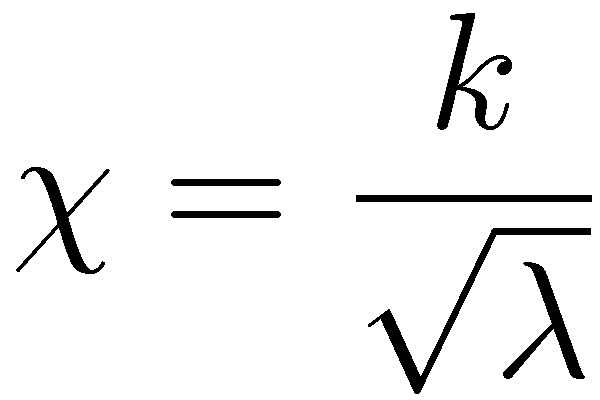 χ = k/√λ